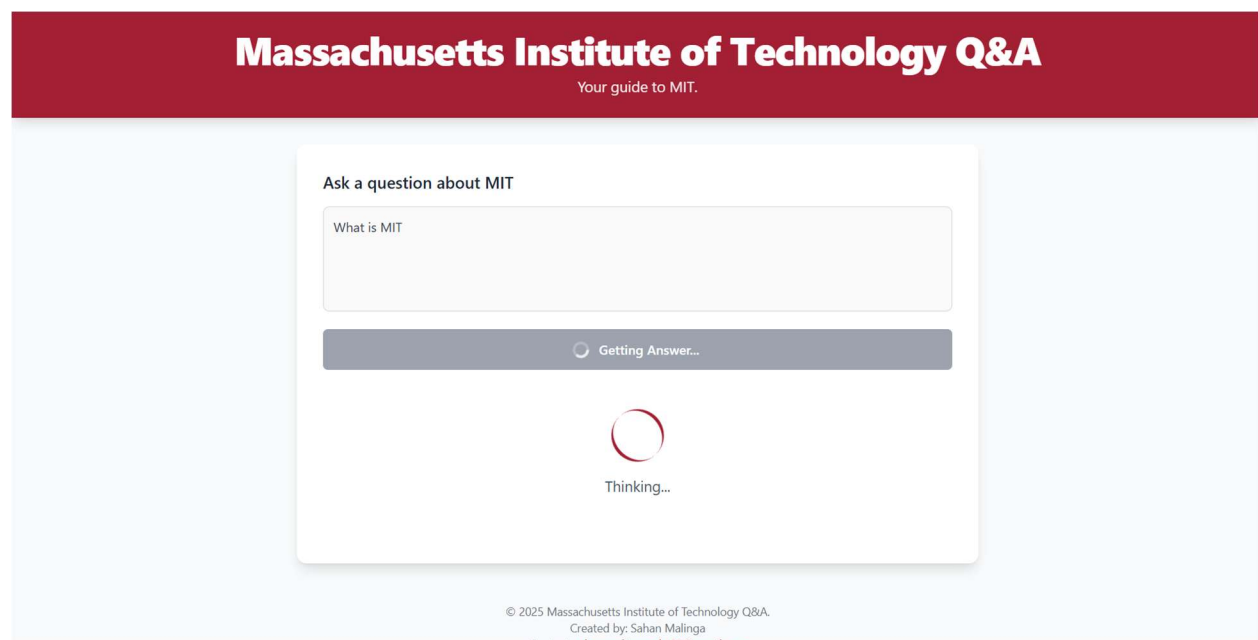 Massachusetts Institute of Technology Q&A
Your guide to MIT.
Ask a question about MIT
What is MIT
Getting Answer...
Thinking...
© 2025 Massachusetts Institute of Technology Q&A.
Created by: Sahan Malinga